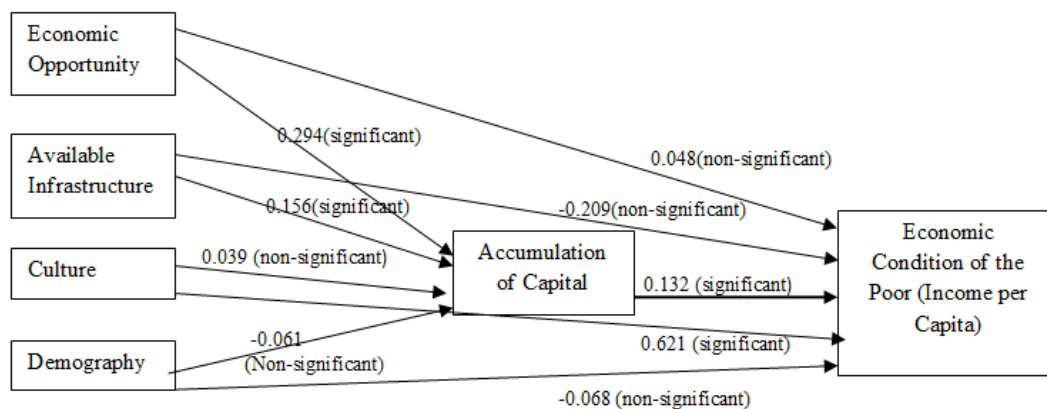 Economic
Opportunity
0.294(significant)
0.048(non-significant)
Available
Infrastructure
0.156(significant)
-0.209(non-significant)
Culture
0.039 (non-significant)
Accumulation
of Capital
0.132 (significant)
Economic
Condition of the
Poor (Income per
Capita)
Demography
-0.061
(Non-significant)
0.621 (significant)
-0.068 (non-significant)